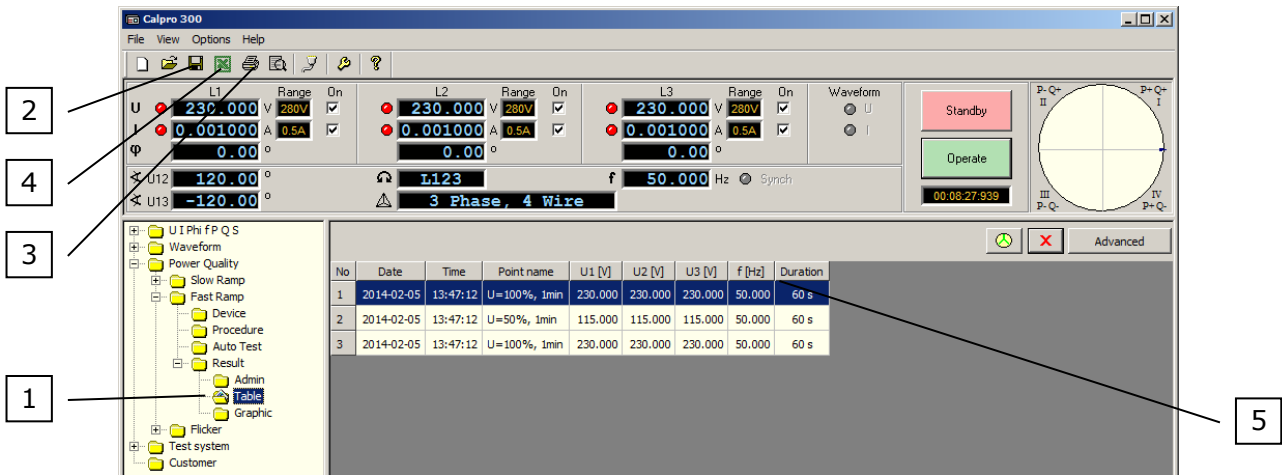 Calpro 300
File View Options Help
L1 Range On L2 Range On L3 Range On Waveform
U 230.000 V 280V 230.000 V 280V 230.000 V 280V U
I 0.001000 A 0.5A 0.001000 A 0.5A 0.001000 A 0.5A I
φ 0.00 ° 0.00 ° 0.00 °
U12 120.00 ° L123 f 50.000 Hz Synch
U13 -120.00 ° 3 Phase, 4 Wire
Standby
Operate
00:08:27:939
P- Q+ P+ Q+
II I
III IV
P- Q- P+ Q-
2
4
3
1
5
U I Phi f P Q S
Waveform
Power Quality
Slow Ramp
Fast Ramp
Device
Procedure
Auto Test
Result
Admin
Table
Graphic
Flicker
Test system
Customer
Advanced
No Date Time Point name U1 [V] U2 [V] U3 [V] f [Hz] Duration
1 2014-02-05 13:47:12 U=100%, 1min 230.000 230.000 230.000 50.000 60 s
2 2014-02-05 13:47:12 U=50%, 1min 115.000 115.000 115.000 50.000 60 s
3 2014-02-05 13:47:12 U=100%, 1min 230.000 230.000 230.000 50.000 60 s